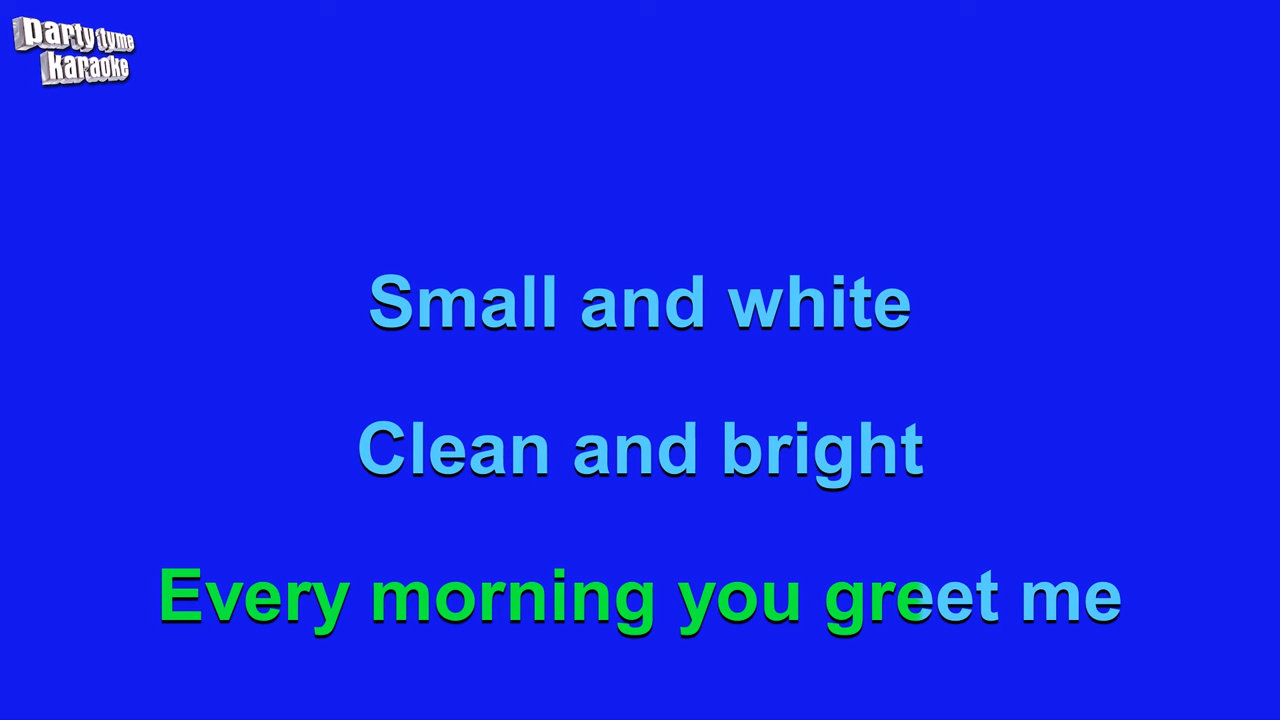 party tyme
karaoke
Small and white
Clean and bright
Every morning you greet me